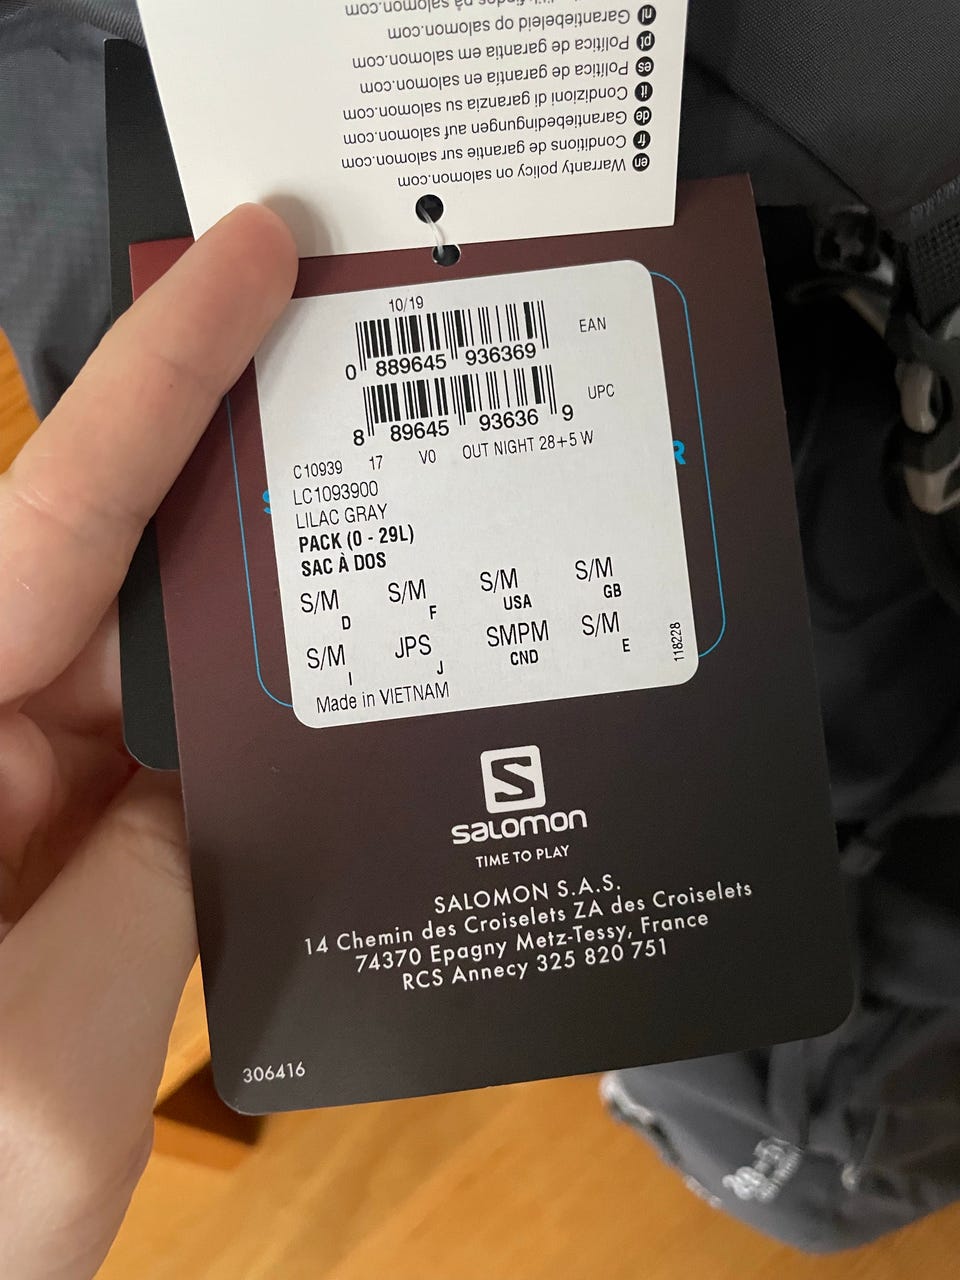 en Warranty policy on salomon.com
fr Conditions de garantie sur salomon.com
de Garantiebedingungen auf salomon.com
it Condizioni di garanzia su salomon.com
es Política de garantía en salomon.com
pt Política de garantia em salomon.com
nl Garantiebeleid op salomon.com
på salomon.com
10/19
0 889645 936369 EAN
8 89645 93636 9 UPC
C10939 17 V0 OUT NIGHT 28+5 W
LC1093900
LILAC GRAY
PACK (0 - 29L)
SAC À DOS
S/M D S/M F S/M USA S/M GB
S/M I JPS J SMPM CND S/M E
118228
Made in VIETNAM
S R
S
salomon
TIME TO PLAY
SALOMON S.A.S.
14 Chemin des Croiselets ZA des Croiselets
74370 Epagny Metz-Tessy, France
RCS Annecy 325 820 751
306416